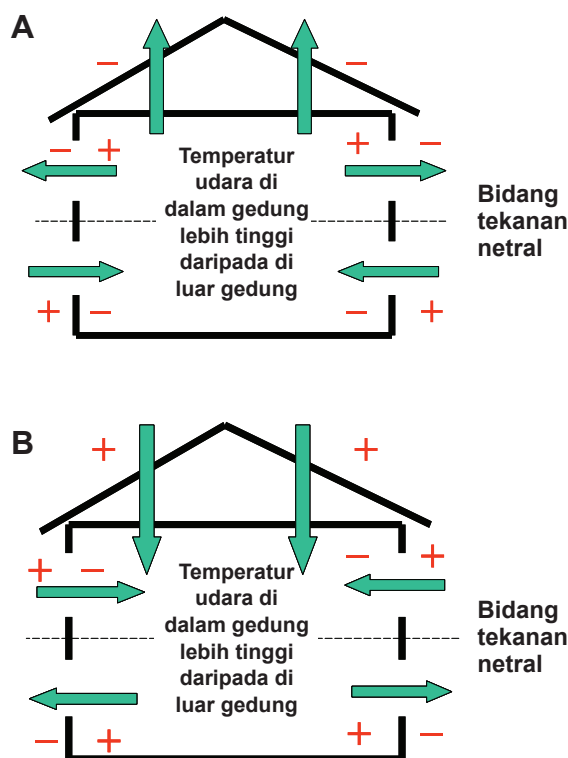 A
Temperatur
udara di
dalam gedung
lebih tinggi
daripada di
luar gedung
Bidang
tekanan
netral
B
Temperatur
udara di
dalam gedung
lebih tinggi
daripada di
luar gedung
Bidang
tekanan
netral